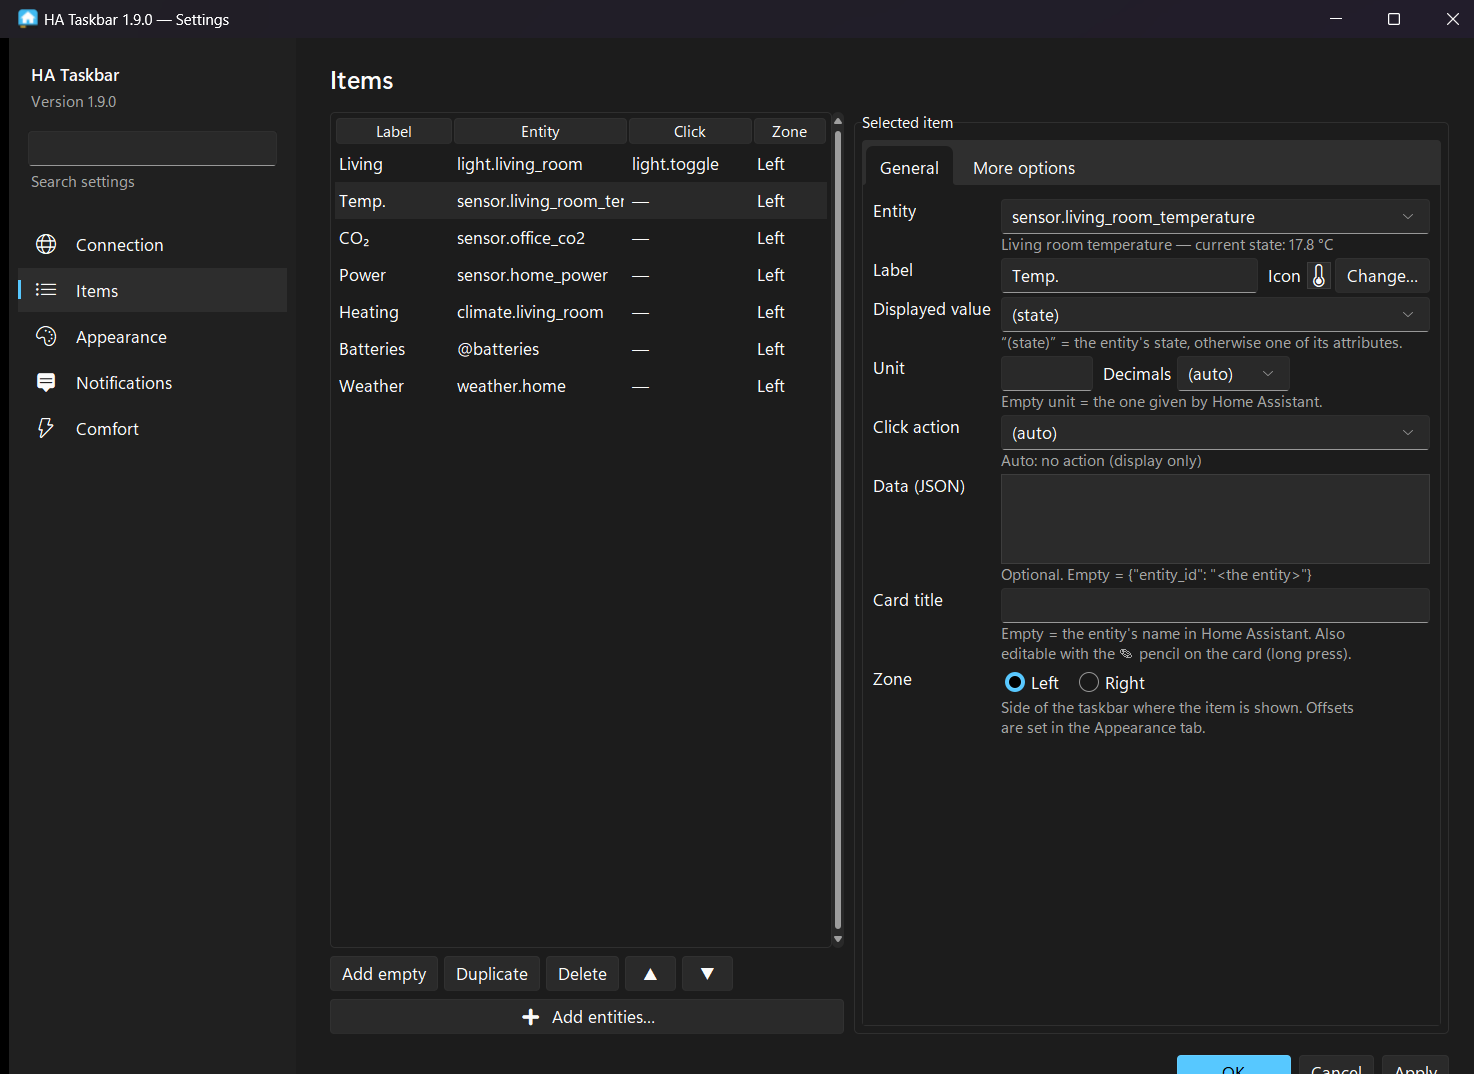 HA Taskbar 1.9.0 — Settings
HA Taskbar
Version 1.9.0
Search settings
Connection
Items
Appearance
Notifications
Comfort
Items
Label Entity Click Zone
Living light.living_room light.toggle Left
Temp. sensor.living_room_ter — Left
CO₂ sensor.office_co2 — Left
Power sensor.home_power — Left
Heating climate.living_room — Left
Batteries @batteries — Left
Weather weather.home — Left
Add empty Duplicate Delete ▲ ▼
+ Add entities...
Selected item
General More options
Entity sensor.living_room_temperature
Living room temperature — current state: 17.8 °C
Label Temp. Icon Change...
Displayed value (state)
“(state)” = the entity's state, otherwise one of its attributes.
Unit Decimals (auto)
Empty unit = the one given by Home Assistant.
Click action (auto)
Auto: no action (display only)
Data (JSON)
Optional. Empty = {"entity_id": "<the entity>"}
Card title
Empty = the entity's name in Home Assistant. Also
editable with the ✎ pencil on the card (long press).
Zone Left Right
Side of the taskbar where the item is shown. Offsets
are set in the Appearance tab.
OK Cancel Apply